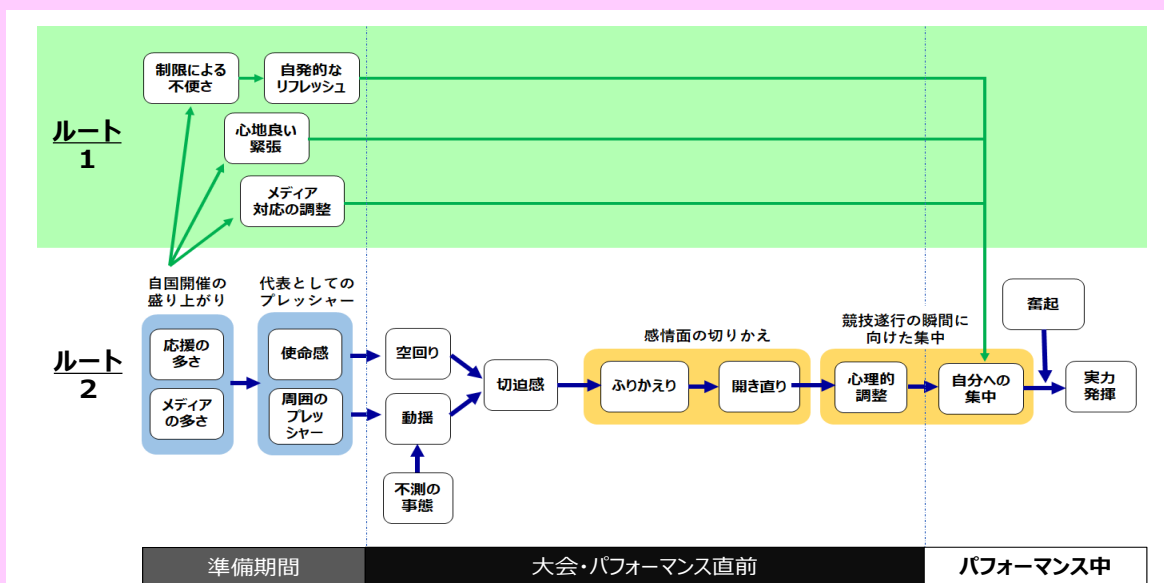 制限による
不便さ
自発的な
リフレッシュ
ルート
1
心地良い
緊張
メディア
対応の調整
自国開催の
盛り上がり
代表としての
プレッシャー
応援の
多さ
メディア
の多さ
使命感
周囲の
プレッ
シャー
ルート
2
空回り
動揺
不測の
事態
切迫感
感情面の切りかえ
ふりかえり
開き直り
競技遂行の瞬間に
向けた集中
心理的
調整
自分への
集中
奮起
実力
発揮
準備期間
大会・パフォーマンス直前
パフォーマンス中